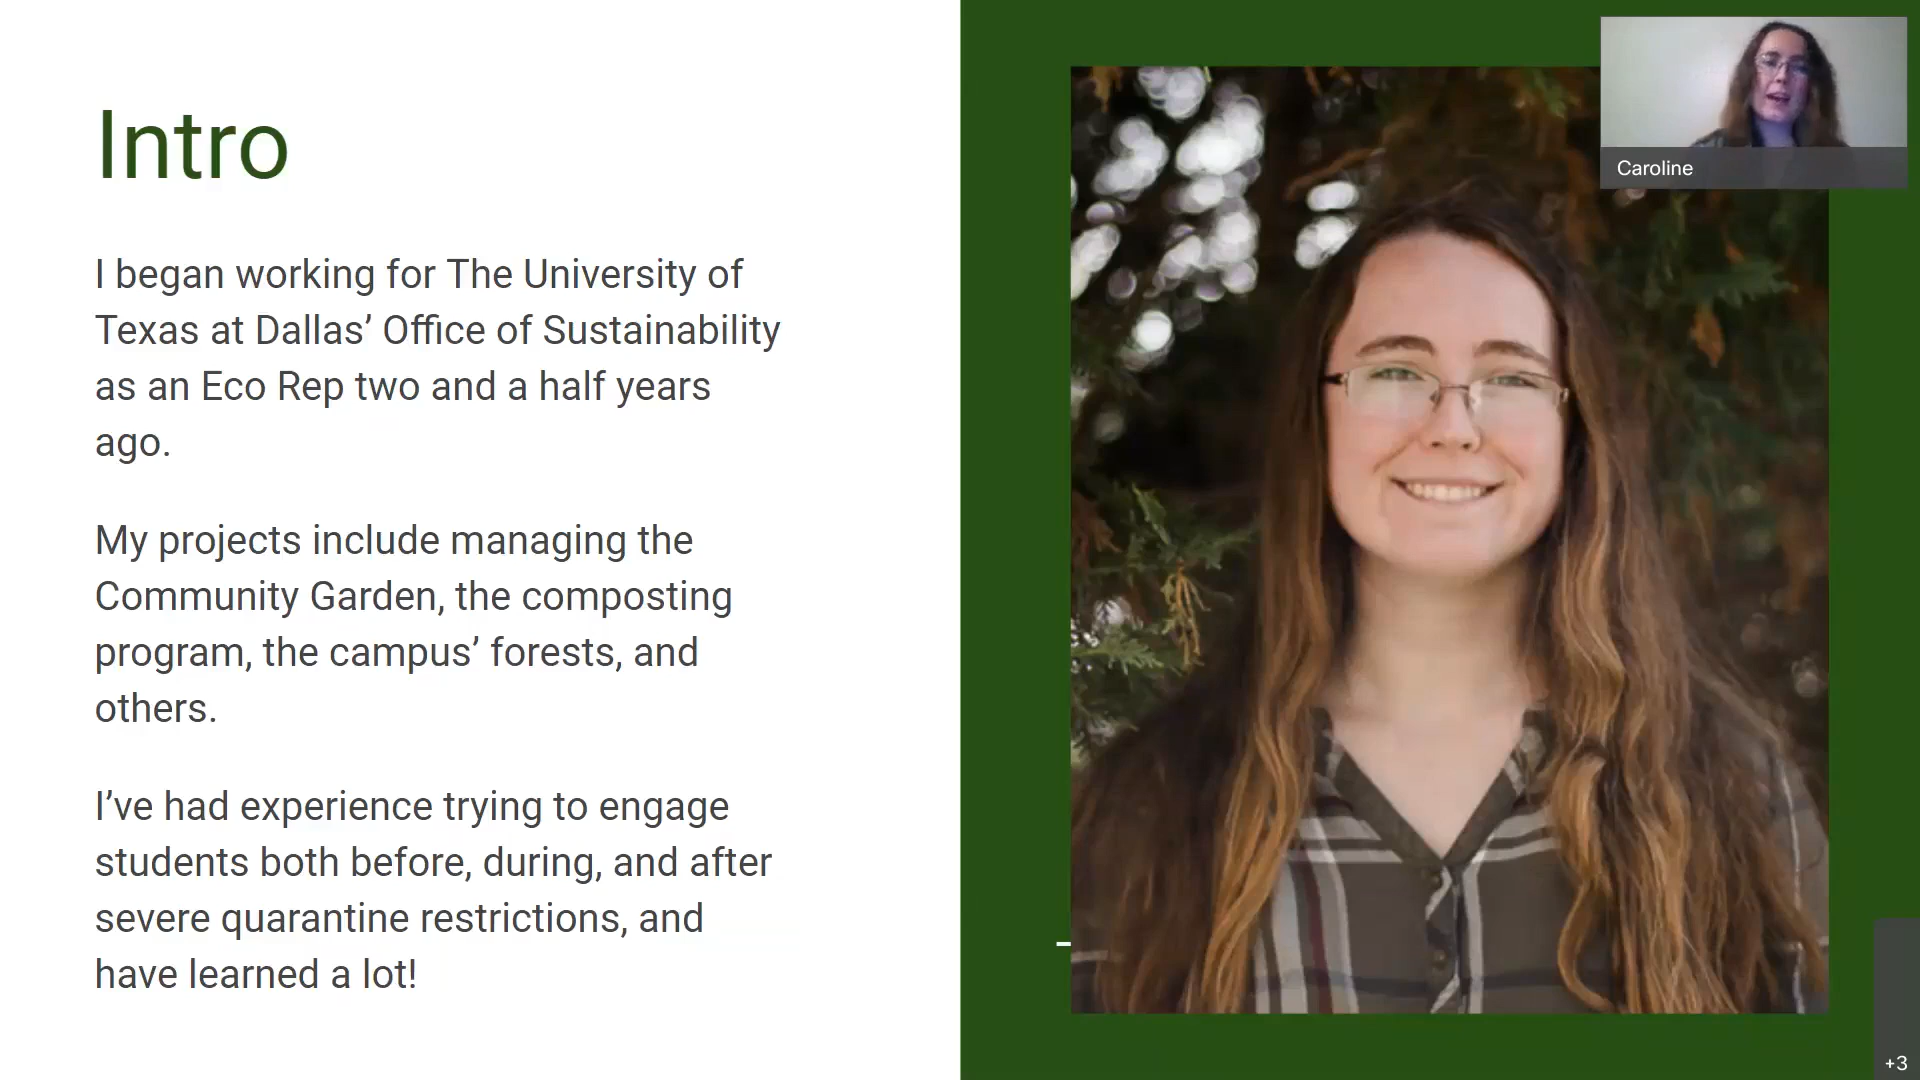 Intro
I began working for The University of
Texas at Dallas’ Office of Sustainability
as an Eco Rep two and a half years
ago.
My projects include managing the
Community Garden, the composting
program, the campus’ forests, and
others.
I’ve had experience trying to engage
students both before, during, and after
severe quarantine restrictions, and
have learned a lot!
Caroline
+3